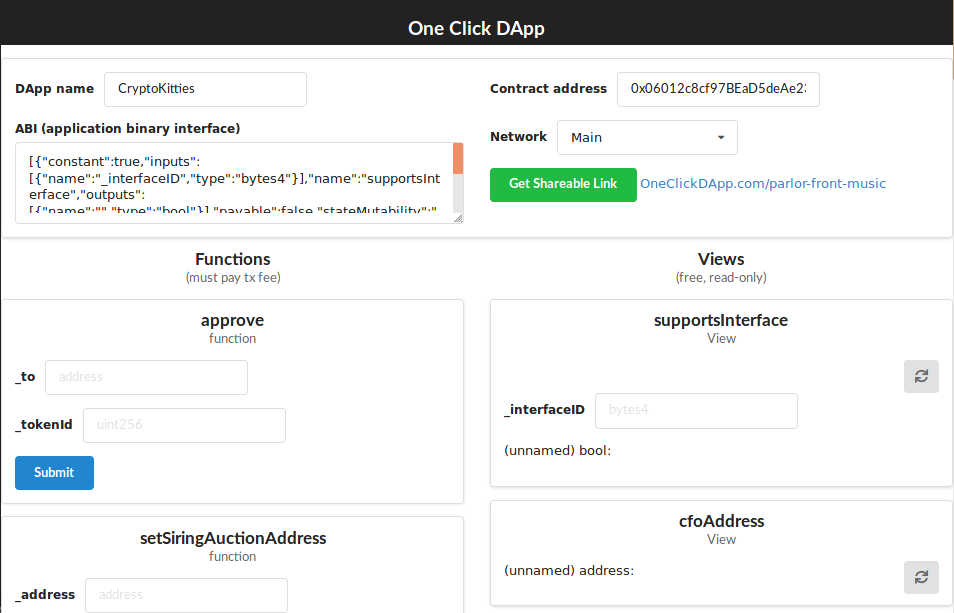 One Click DApp
DApp name CryptoKitties
Contract address 0x06012c8cf97BEaD5deAe2
ABI (application binary interface)
[{"constant":true,"inputs":
[{"name":"_interfaceID","type":"bytes4"}],"name":"supportsInt
erface","outputs":
[{"name":"","type":"bool"}],"payable":false,"stateMutability":"
Network Main
Get Shareable Link OneClickDApp.com/parlor-front-music
Functions
(must pay tx fee)
approve
function
_to address
_tokenId uint256
Submit
setSiringAuctionAddress
function
_address address
Views
(free, read-only)
supportsInterface
View
_interfaceID bytes4
(unnamed) bool:
cfoAddress
View
(unnamed) address: